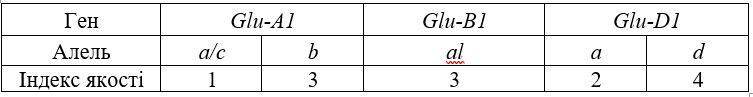 Ген Glu-A1 Glu-B1 Glu-D1
Алель a/c b al a d
Індекс якості 1 3 3 2 4